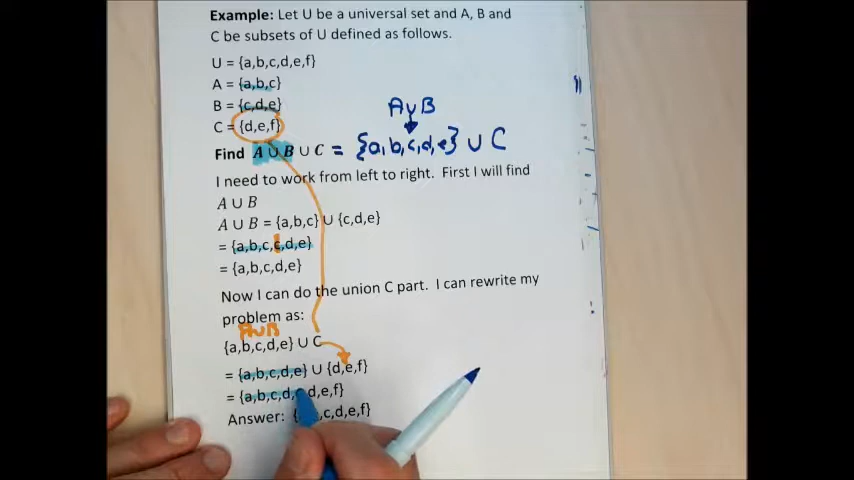 Example: Let U be a universal set and A, B and
C be subsets of U defined as follows.
U = {a,b,c,d,e,f}
A = {a,b,c}
B = {c,d,e}
C = {d,e,f}
A∪B
Find A ∪ B ∪ C = {a,b,c,d,e} ∪ C
I need to work from left to right. First I will find
A ∪ B
A ∪ B = {a,b,c} ∪ {c,d,e}
= {a,b,c,c,d,e}
= {a,b,c,d,e}
Now I can do the union C part. I can rewrite my
problem as:
A∪B
{a,b,c,d,e} ∪ C
= {a,b,c,d,e} ∪ {d,e,f}
= {a,b,c,d, d,e,f}
Answer: { ,c,d,e,f}